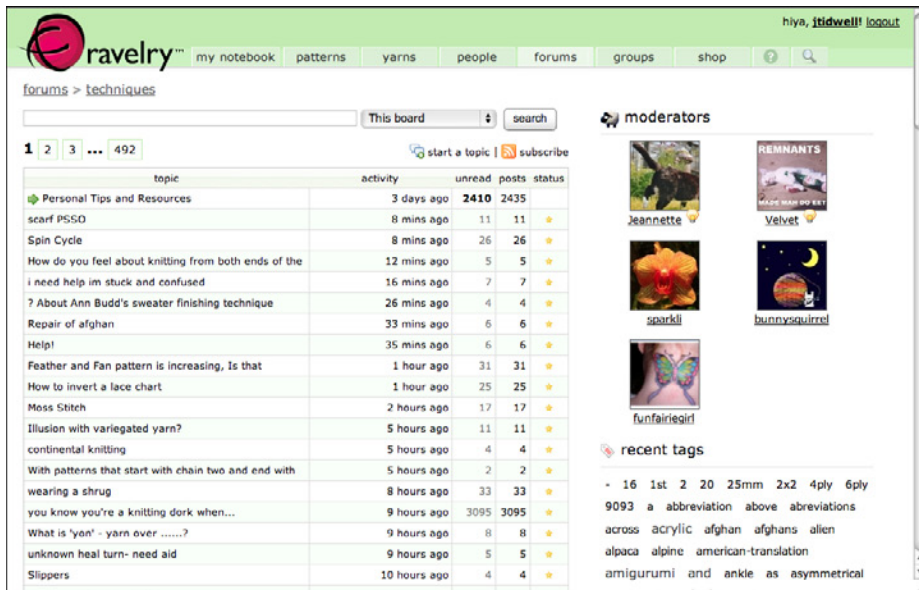 hiya, jtidwell! logout
ravelry™
my notebook patterns yarns people forums groups shop
forums > techniques
This board search
1 2 3 ... 492
start a topic | subscribe
topic activity unread posts status
Personal Tips and Resources 3 days ago 2410 2435
scarf PSSO 8 mins ago 11 11
Spin Cycle 8 mins ago 26 26
How do you feel about knitting from both ends of the 12 mins ago 5 5
i need help im stuck and confused 16 mins ago 7 7
? About Ann Budd's sweater finishing technique 26 mins ago 4 4
Repair of afghan 33 mins ago 6 6
Help! 35 mins ago 6 6
Feather and Fan pattern is increasing, Is that 1 hour ago 31 31
How to invert a lace chart 1 hour ago 25 25
Moss Stitch 2 hours ago 17 17
Illusion with variegated yarn? 5 hours ago 11 11
continental knitting 5 hours ago 4 4
With patterns that start with chain two and end with 5 hours ago 2 2
wearing a shrug 8 hours ago 33 33
you know you're a knitting dork when... 9 hours ago 3095 3095
What is 'yon' - yarn over ......? 9 hours ago 8 8
unknown heal turn- need aid 9 hours ago 5 5
Slippers 10 hours ago 4 4
moderators
REMNANTS
MADE MAH DO EET
Jeannette Velvet
sparkli bunnysquirrel
funfairiegirl
recent tags
- 16 1st 2 20 25mm 2x2 4ply 6ply
9093 a abbreviation above abreviations
across acrylic afghan afghans alien
alpaca alpine american-translation
amigurumi and ankle as asymmetrical